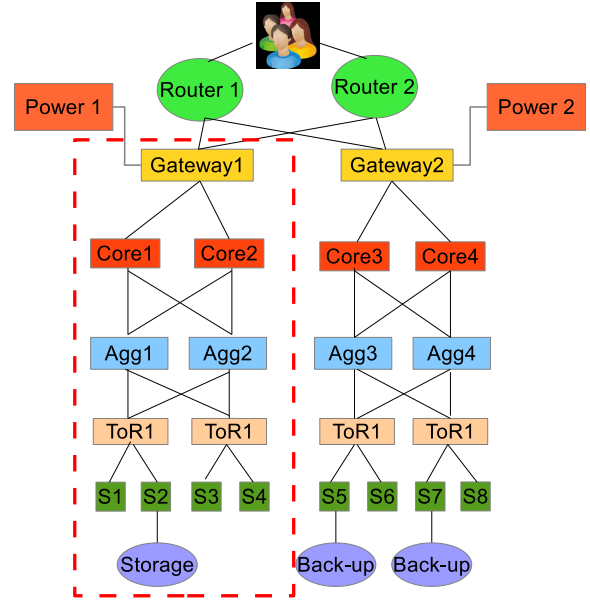 Router 1
Router 2
Power 1
Power 2
Gateway1
Gateway2
Core1
Core2
Core3
Core4
Agg1
Agg2
Agg3
Agg4
ToR1
ToR1
ToR1
ToR1
S1
S2
S3
S4
S5
S6
S7
S8
Storage
Back-up
Back-up